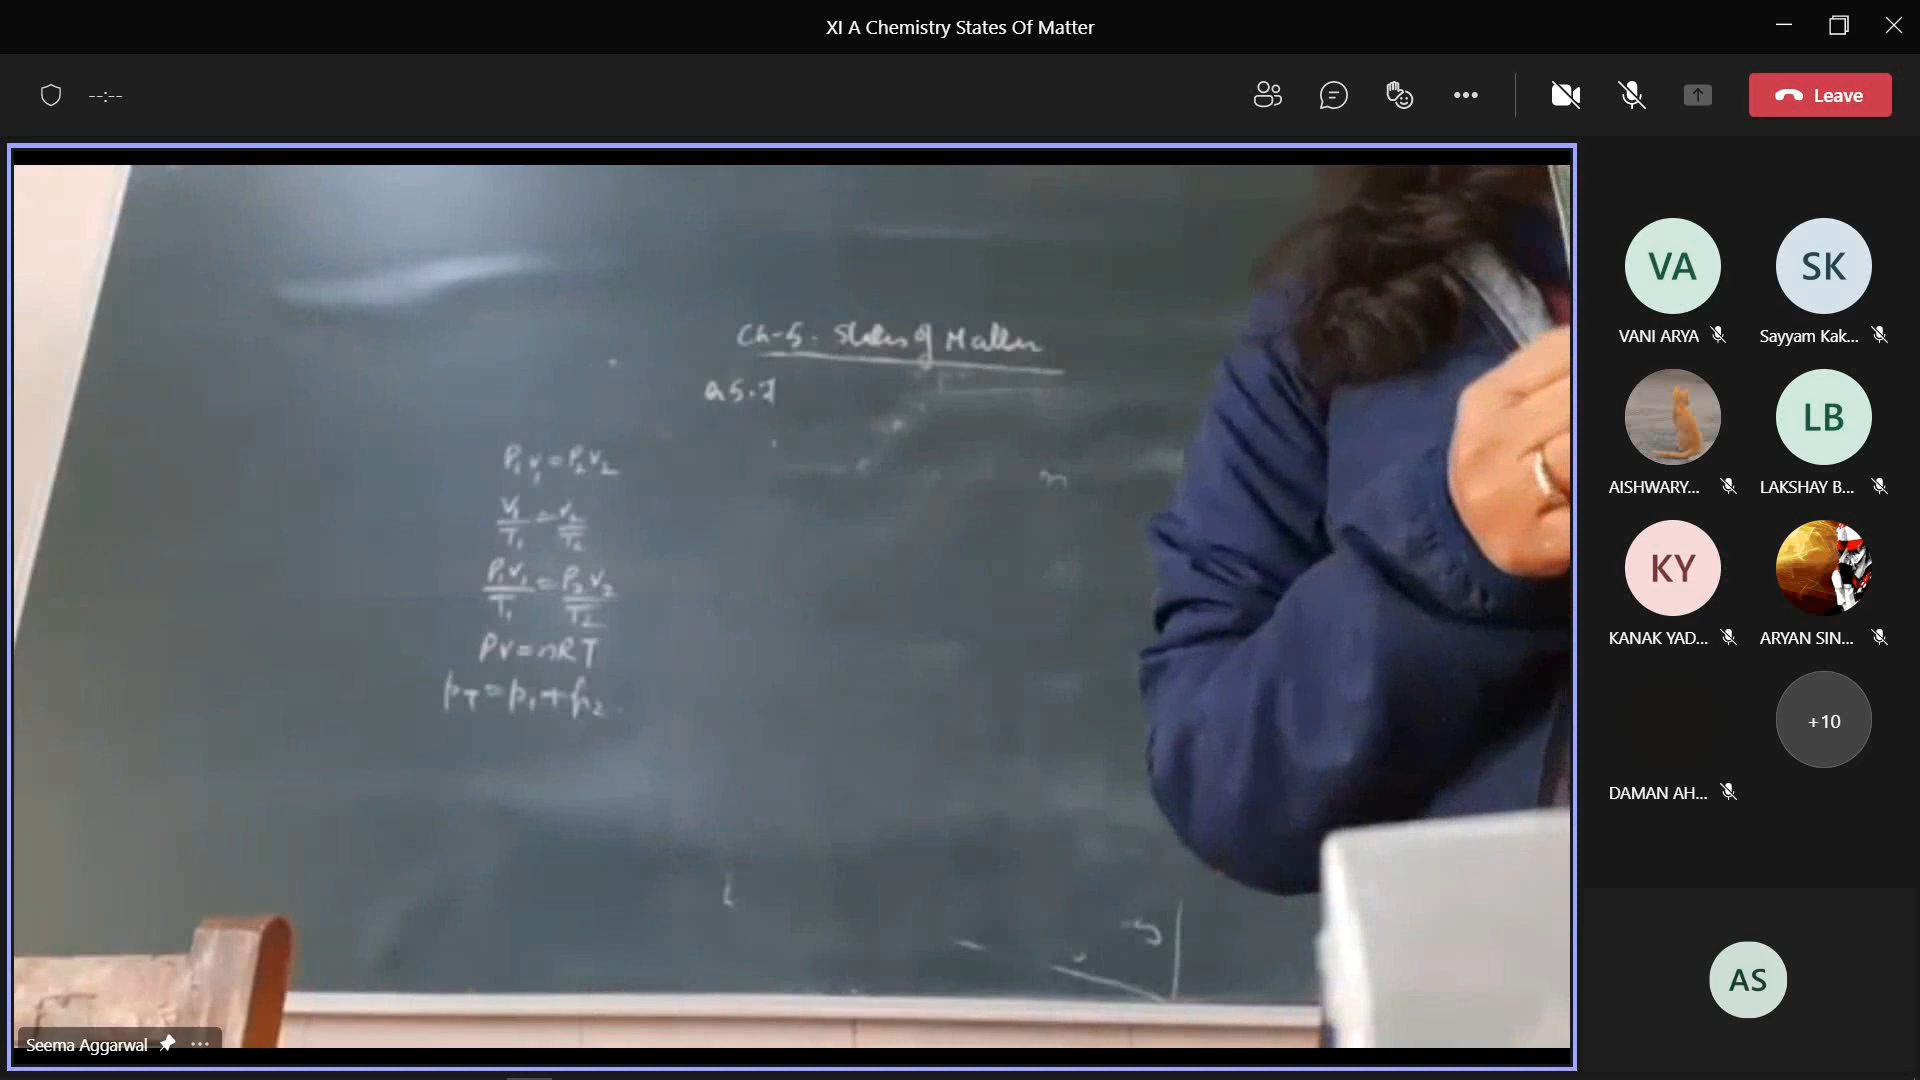 XI A Chemistry States Of Matter
--:--
Leave
Ch-5. States of Matter
Q 5.7
P₁V₁=P₂V₂
V₁/T₁=V₂/T₂
P₁V₁/T₁=P₂V₂/T₂
PV=nRT
p_T=p₁+p₂.
Seema Aggarwal
VA
VANI ARYA
SK
Sayyam Kak...
AISHWARY...
LB
LAKSHAY B...
KY
KANAK YAD...
ARYAN SIN...
+10
DAMAN AH...
AS